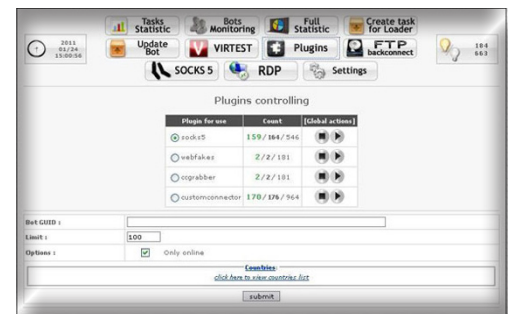 Tasks Statistic
Bots Monitoring
Full Statistic
Create task for Loader
2011
01/24
15:00:56
Update Bot
VIRTEST
Plugins
FTP backconnect
104
663
SOCKS 5
RDP
Settings
Plugins controlling
Plugin for use Count [Global actions]
socks5 159/164/546
webfakes 2/2/181
ccgrabber 2/2/181
customconnector 170/176/964
Bot GUID :
Limit : 100
Options : Only online
Countries:
click here to view countries list
submit